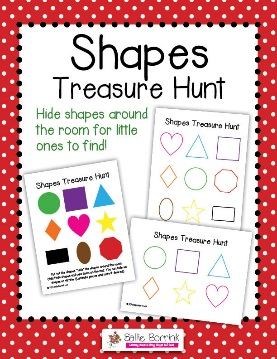 Shapes
Treasure Hunt
Hide shapes around
the room for little
ones to find!
Shapes Treasure Hunt
Shapes Treasure Hunt
Shapes Treasure Hunt
Sallie Borrink